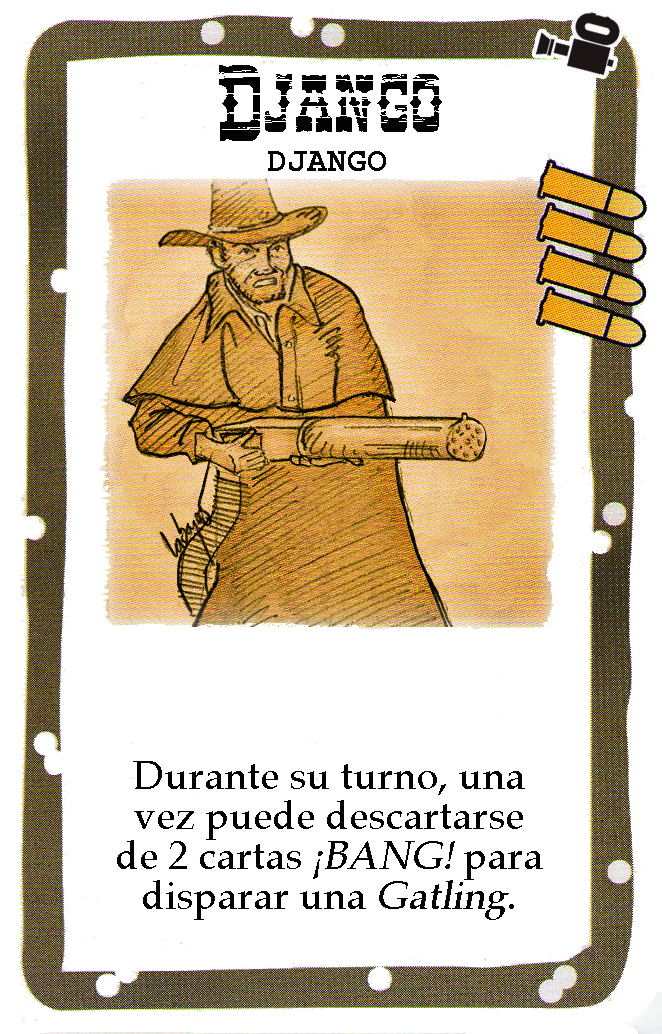 DJANGO
DJANGO
Durante su turno, una
vez puede descartarse
de 2 cartas ¡BANG! para
disparar una Gatling.